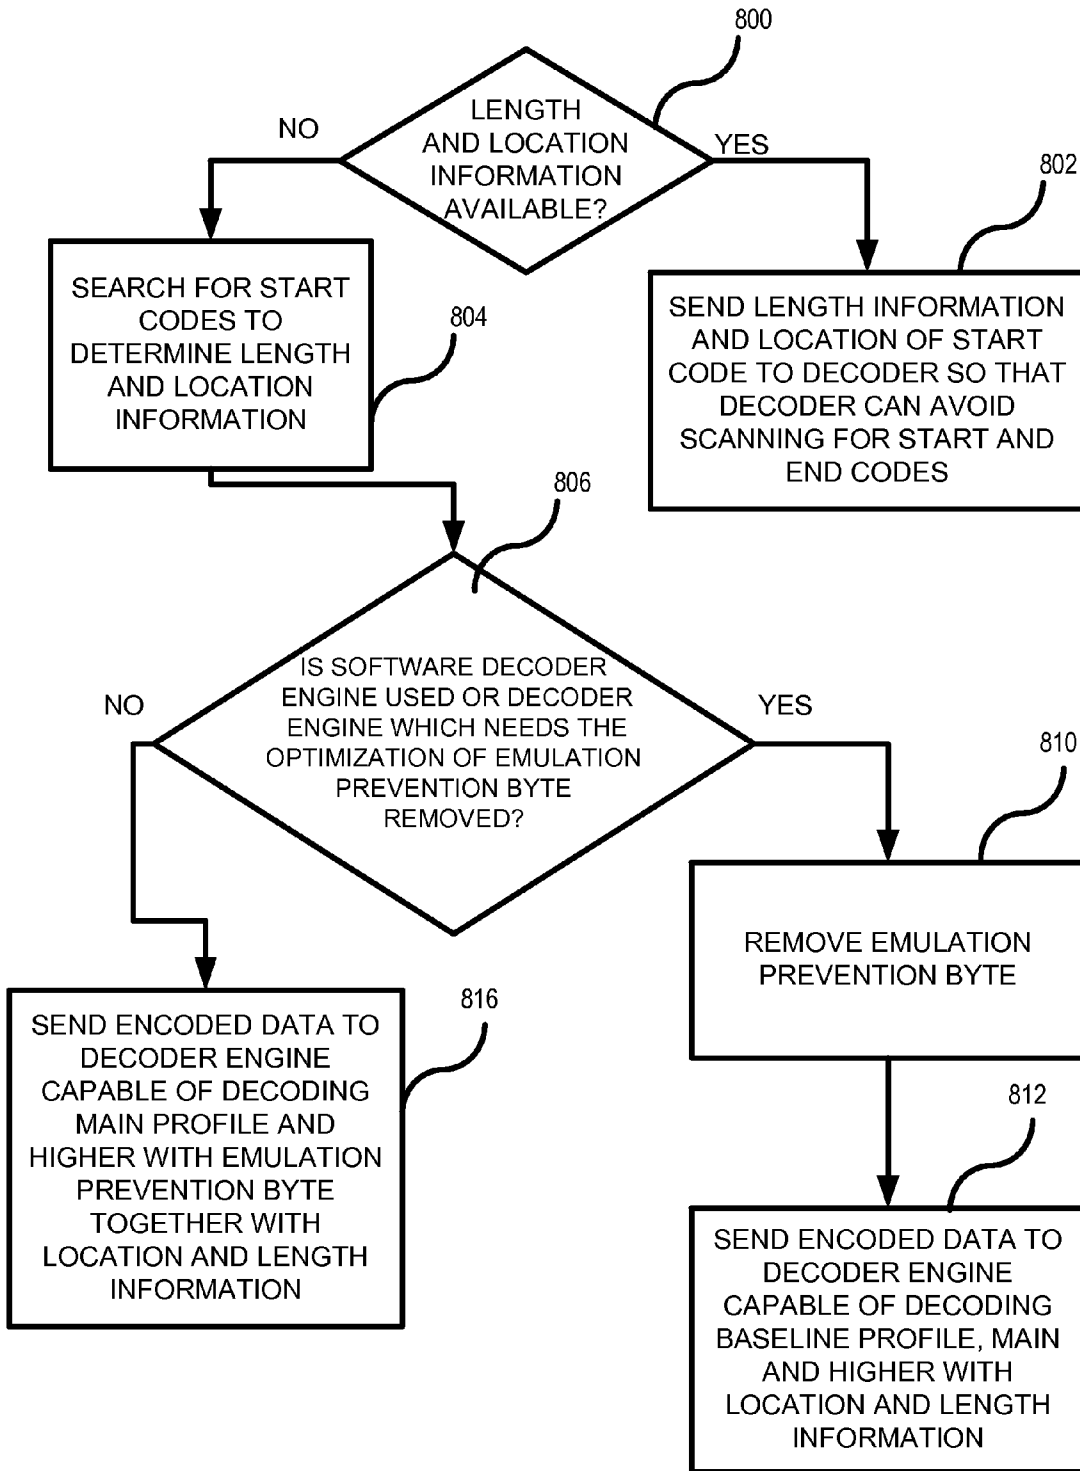 800
LENGTH
AND LOCATION
INFORMATION
AVAILABLE?
NO
YES
802
SEARCH FOR START
CODES TO
DETERMINE LENGTH
AND LOCATION
INFORMATION
804
SEND LENGTH INFORMATION
AND LOCATION OF START
CODE TO DECODER SO THAT
DECODER CAN AVOID
SCANNING FOR START AND
END CODES
806
IS SOFTWARE DECODER
ENGINE USED OR DECODER
ENGINE WHICH NEEDS THE
OPTIMIZATION OF EMULATION
PREVENTION BYTE
REMOVED?
NO
YES
810
REMOVE EMULATION
PREVENTION BYTE
816
SEND ENCODED DATA TO
DECODER ENGINE
CAPABLE OF DECODING
MAIN PROFILE AND
HIGHER WITH EMULATION
PREVENTION BYTE
TOGETHER WITH
LOCATION AND LENGTH
INFORMATION
812
SEND ENCODED DATA TO
DECODER ENGINE
CAPABLE OF DECODING
BASELINE PROFILE, MAIN
AND HIGHER WITH
LOCATION AND LENGTH
INFORMATION